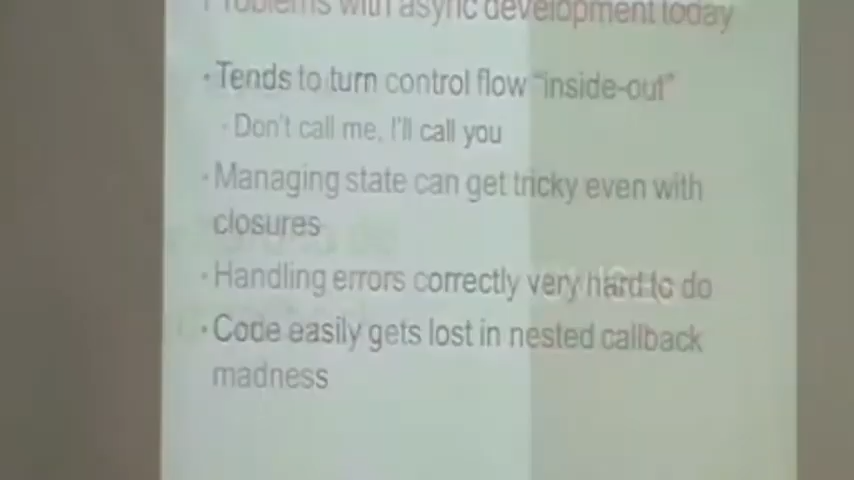 Problems with async development today
· Tends to turn control flow "inside-out"
· Don't call me, I'll call you
· Managing state can get tricky even with
closures
· Handling errors correctly very hard to do
· Code easily gets lost in nested callback
madness